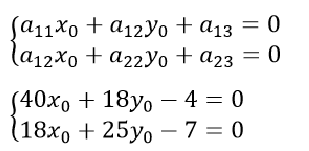 {a₁₁x₀ + a₁₂y₀ + a₁₃ = 0
a₁₂x₀ + a₂₂y₀ + a₂₃ = 0
{40x₀ + 18y₀ − 4 = 0
18x₀ + 25y₀ − 7 = 0